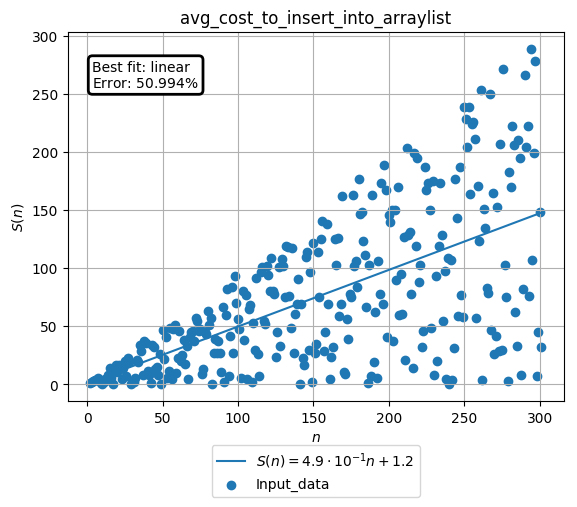 avg_cost_to_insert_into_arraylist
300
250
200
150
100
50
0
S(n)
Best fit: linear
Error: 50.994%
0 50 100 150 200 250 300
n
S(n) = 4.9 · 10⁻¹n + 1.2
Input_data